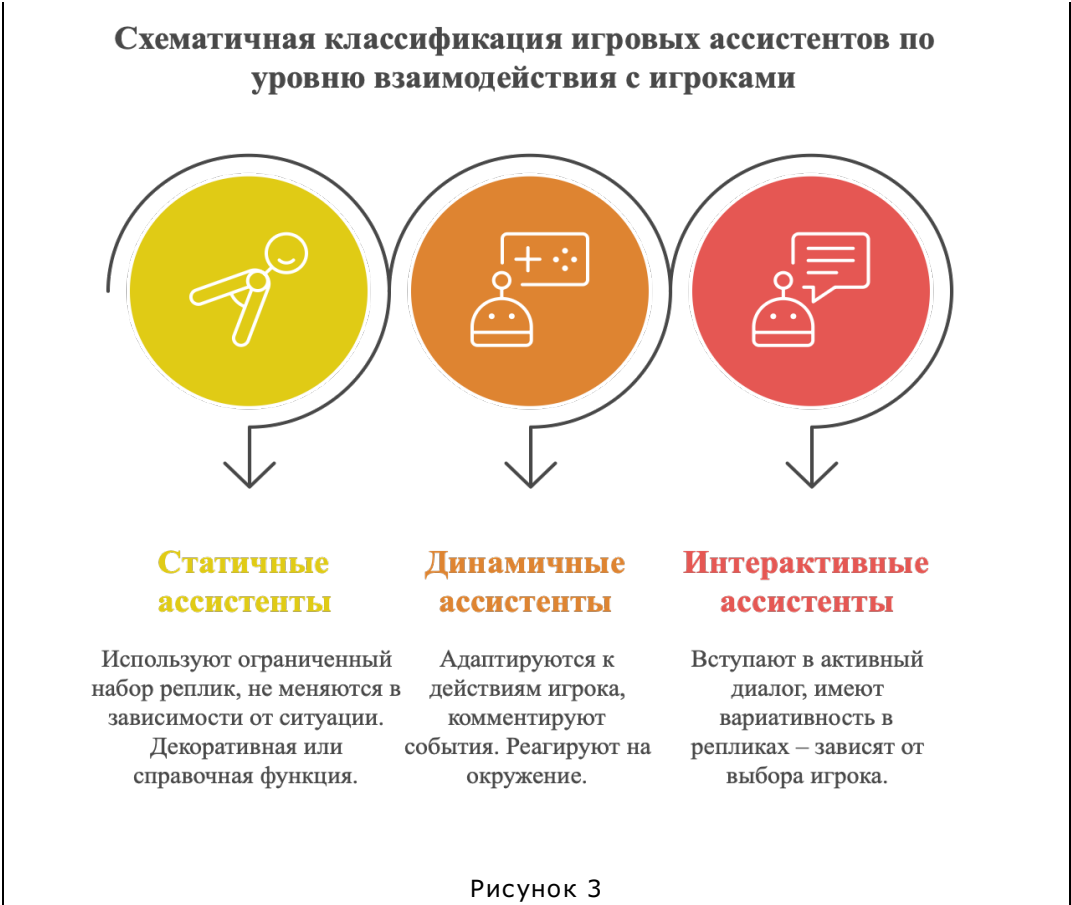 Схематичная классификация игровых ассистентов по
уровню взаимодействия с игроками
Статичные
ассистенты
Используют ограниченный
набор реплик, не меняются в
зависимости от ситуации.
Декоративная или
справочная функция.
Динамичные
ассистенты
Адаптируются к
действиям игрока,
комментируют
события. Реагируют на
окружение.
Интерактивные
ассистенты
Вступают в активный
диалог, имеют
вариативность в
репликах – зависят от
выбора игрока.
Рисунок 3